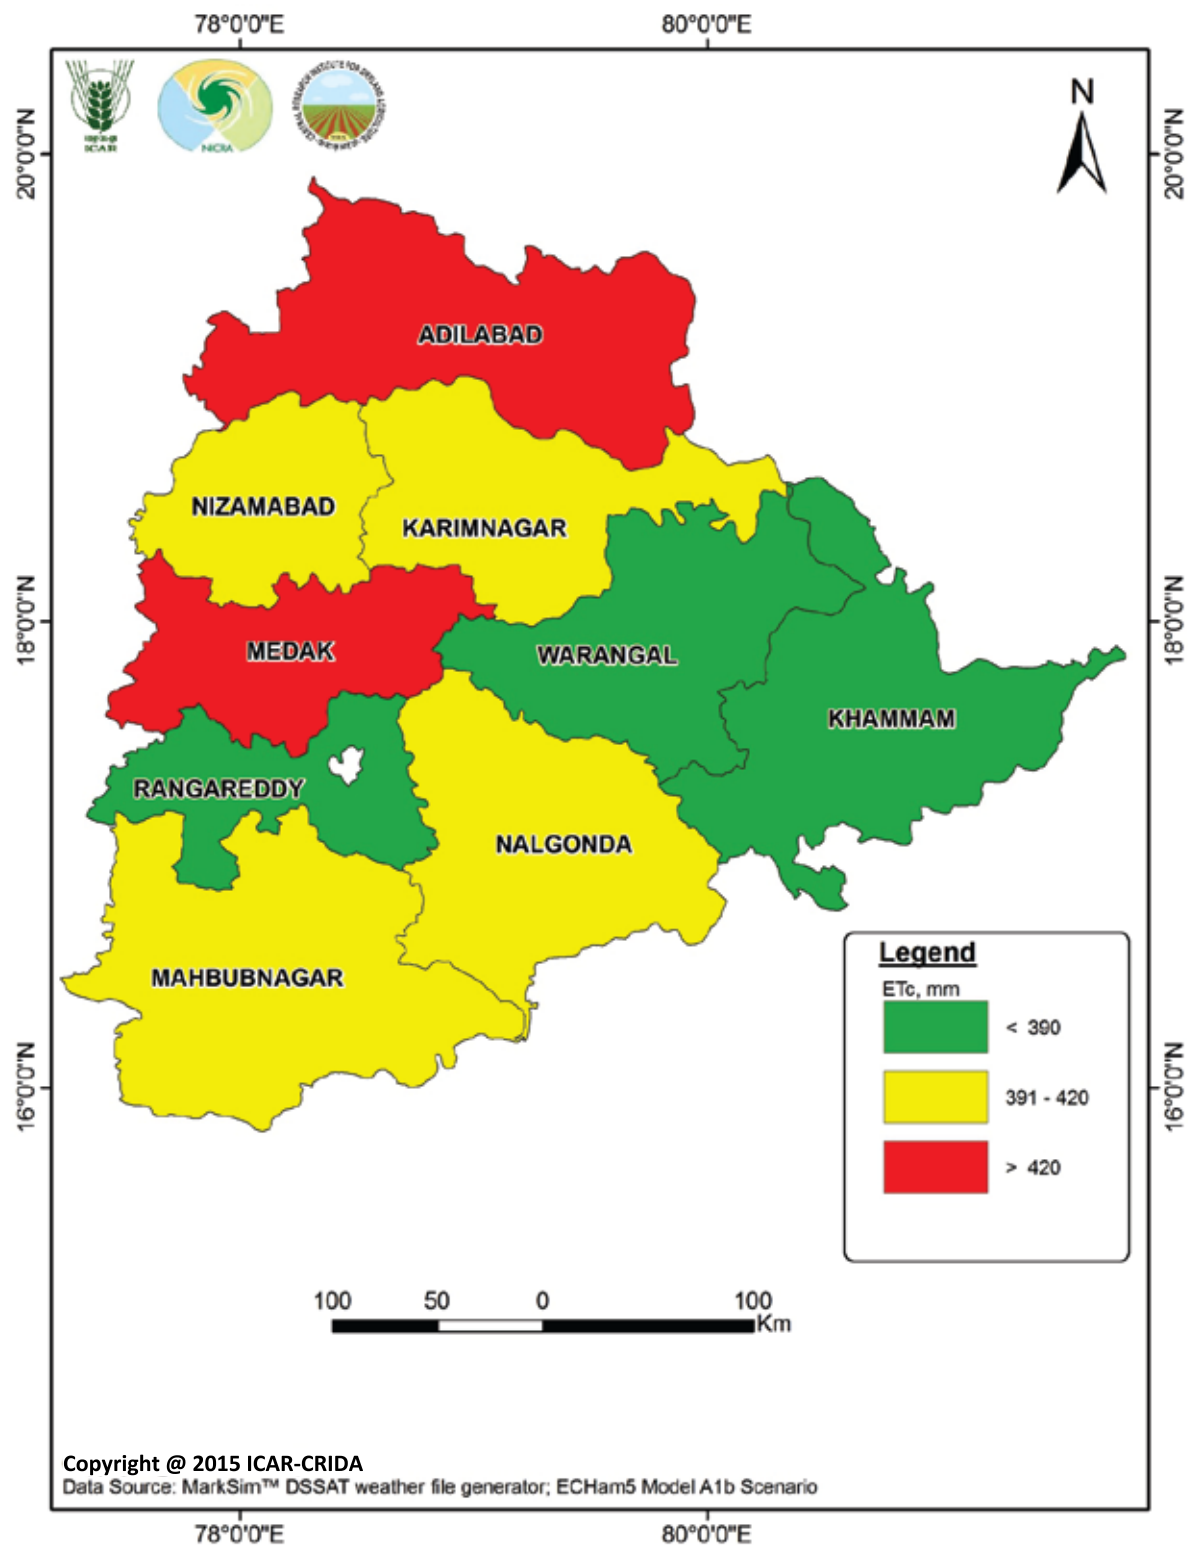 78°0'0"E 80°0'0"E
N
20°0'0"N 20°0'0"N
ICAR
NICRA
ADILABAD
NIZAMABAD
KARIMNAGAR
18°0'0"N 18°0'0"N
MEDAK
WARANGAL
KHAMMAM
RANGAREDDY
NALGONDA
MAHBUBNAGAR
Legend
ETc, mm
< 390
391 - 420
> 420
16°0'0"N 16°0'0"N
100 50 0 100
Km
Copyright @ 2015 ICAR-CRIDA
Data Source: MarkSim™ DSSAT weather file generator; ECHam5 Model A1b Scenario
78°0'0"E 80°0'0"E